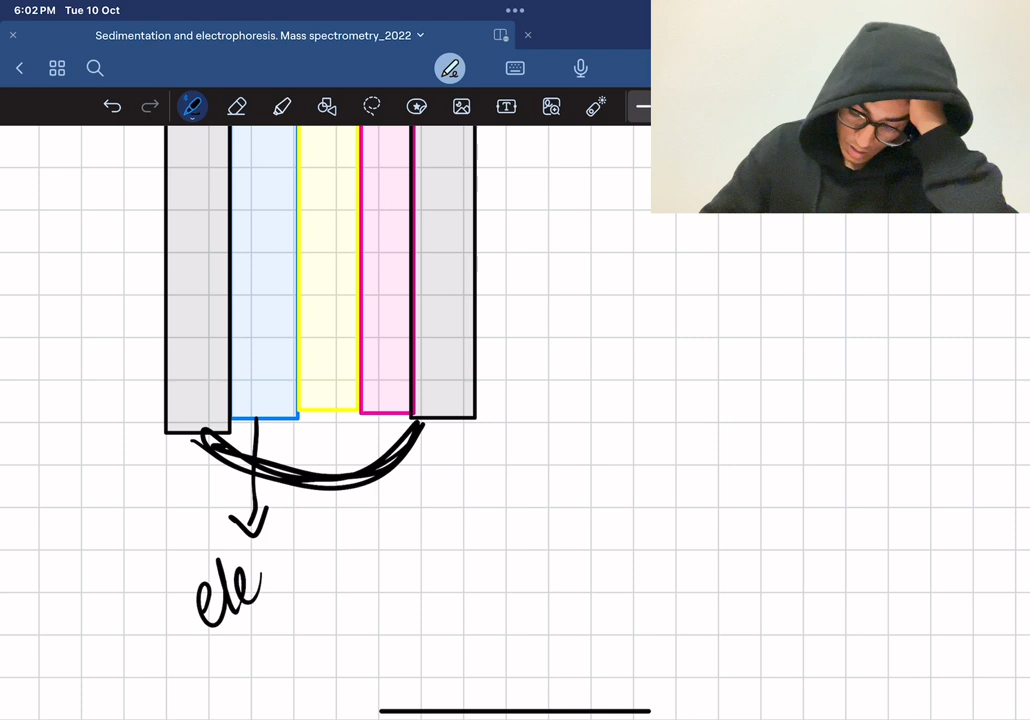 6:02 PM Tue 10 Oct
Sedimentation and electrophoresis. Mass spectrometry_2022
T
ele